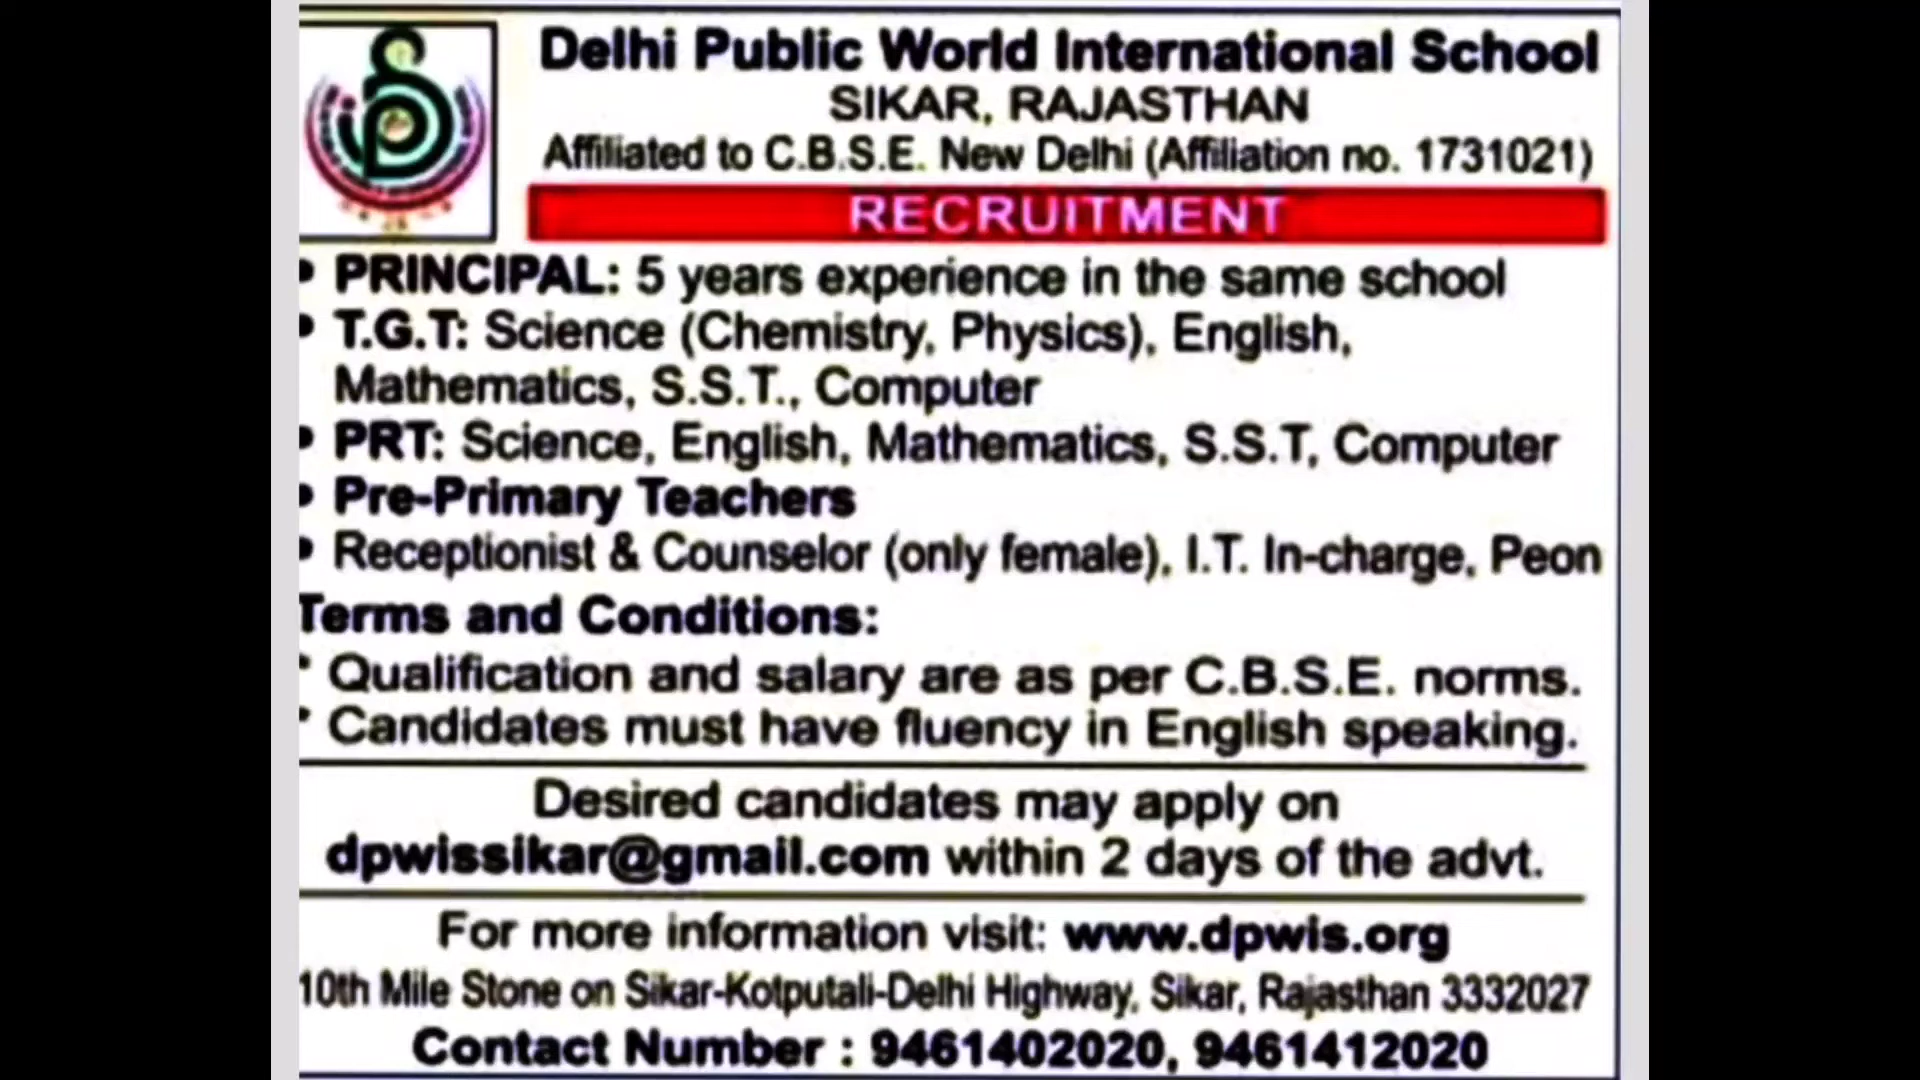 Delhi Public World International School
SIKAR, RAJASTHAN
Affiliated to C.B.S.E. New Delhi (Affiliation no. 1731021)
RECRUITMENT
• PRINCIPAL: 5 years experience in the same school
• T.G.T: Science (Chemistry, Physics), English,
Mathematics, S.S.T., Computer
• PRT: Science, English, Mathematics, S.S.T, Computer
• Pre-Primary Teachers
• Receptionist & Counselor (only female), I.T. In-charge, Peon
Terms and Conditions:
* Qualification and salary are as per C.B.S.E. norms.
* Candidates must have fluency in English speaking.
Desired candidates may apply on
dpwissikar@gmail.com within 2 days of the advt.
For more information visit: www.dpwis.org
10th Mile Stone on Sikar-Kotputali-Delhi Highway, Sikar, Rajasthan 3332027
Contact Number : 9461402020, 9461412020